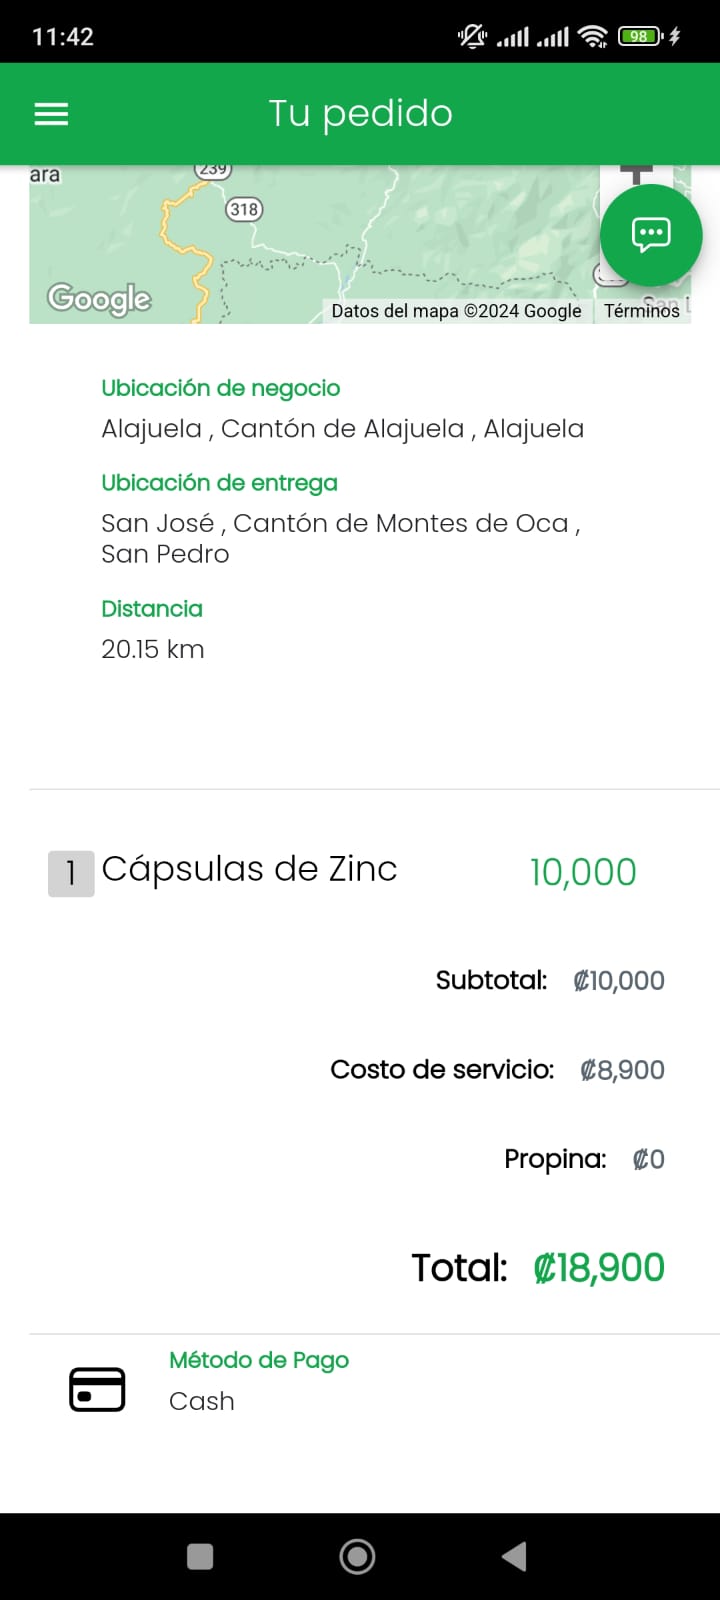 11:42
98
Tu pedido
ara
239
318
Google
Datos del mapa ©2024 Google
Términos
Ubicación de negocio
Alajuela , Cantón de Alajuela , Alajuela
Ubicación de entrega
San José , Cantón de Montes de Oca ,
San Pedro
Distancia
20.15 km
1 Cápsulas de Zinc 10,000
Subtotal: ₡10,000
Costo de servicio: ₡8,900
Propina: ₡0
Total: ₡18,900
Método de Pago
Cash